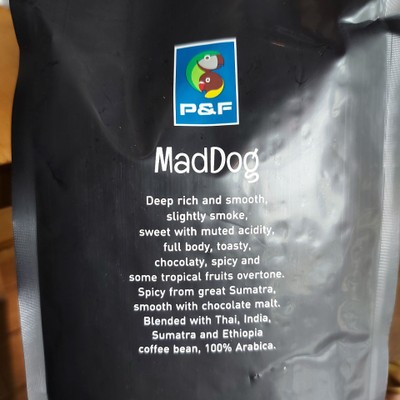 P&F
MadDog
Deep rich and smooth,
slightly smoke,
sweet with muted acidity,
full body, toasty,
chocolaty, spicy and
some tropical fruits overtone.
Spicy from great Sumatra,
smooth with chocolate malt.
Blended with Thai, India,
Sumatra and Ethiopia
coffee bean, 100% Arabica.